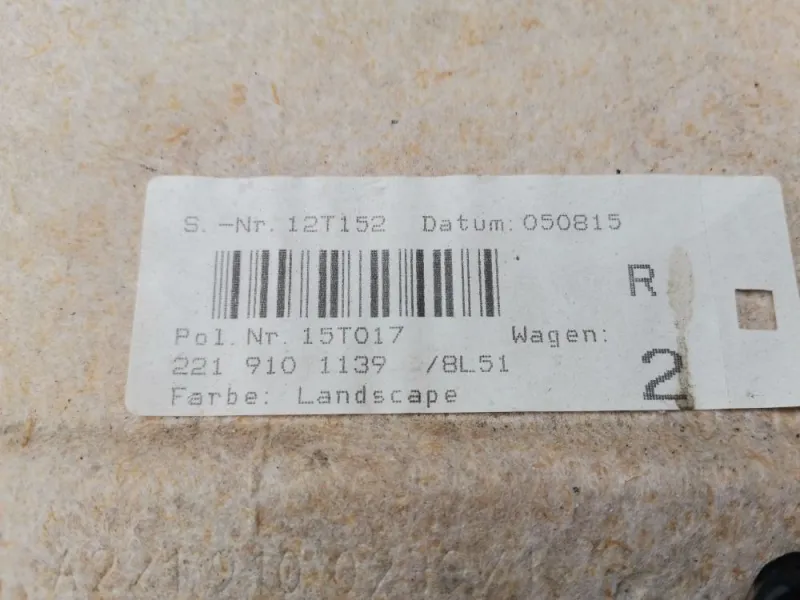 S.-Nr. 12T152 Datum: 050815
R
Pol.Nr. 15T017 Wagen:
221 910 1139 /8L51
2
Farbe: Landscape